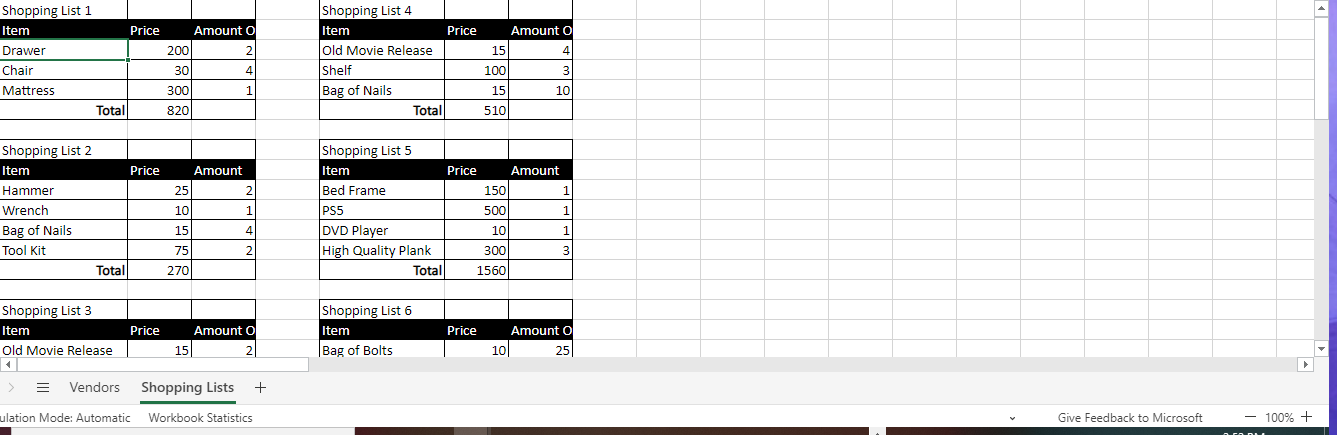 Shopping List 1 Shopping List 4
Item Price Amount O Item Price Amount O
Drawer 200 2 Old Movie Release 15 4
Chair 30 4 Shelf 100 3
Mattress 300 1 Bag of Nails 15 10
Total 820 Total 510
Shopping List 2 Shopping List 5
Item Price Amount Item Price Amount
Hammer 25 2 Bed Frame 150 1
Wrench 10 1 PS5 500 1
Bag of Nails 15 4 DVD Player 10 1
Tool Kit 75 2 High Quality Plank 300 3
Total 270 Total 1560
Shopping List 3 Shopping List 6
Item Price Amount O Item Price Amount O
Old Movie Release 15 2 Bag of Bolts 10 25
Vendors Shopping Lists +
ulation Mode: Automatic Workbook Statistics Give Feedback to Microsoft — 100% +